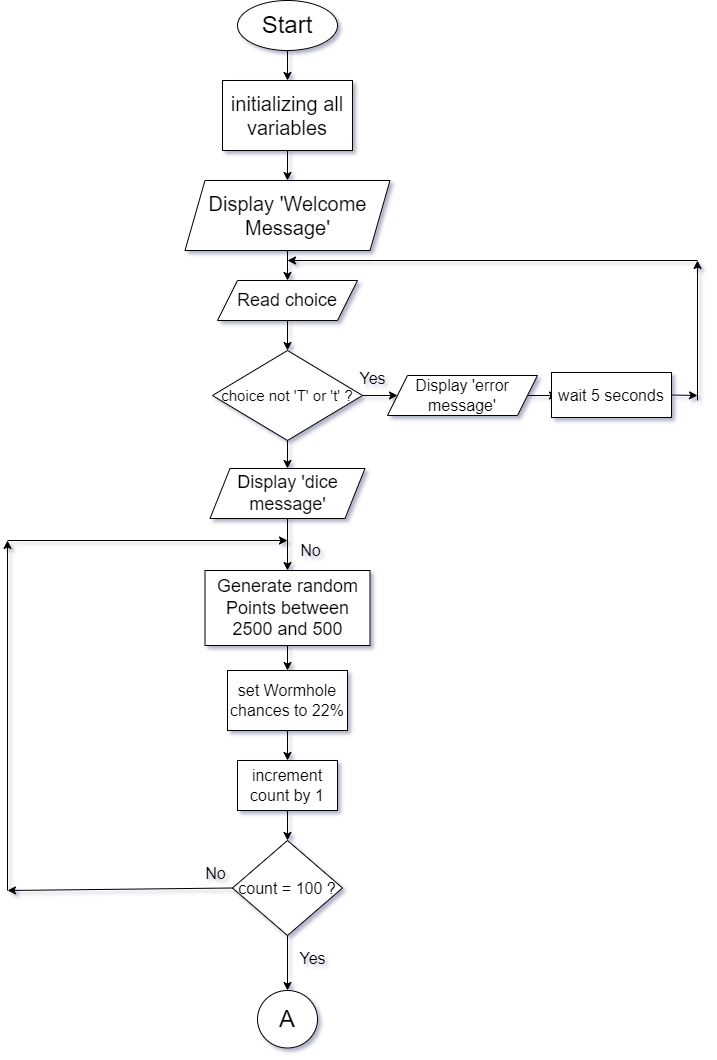 Start
initializing all
variables
Display 'Welcome
Message'
Read choice
choice not 'T' or 't' ?
Yes
Display 'error
message'
wait 5 seconds
Display 'dice
message'
No
Generate random
Points between
2500 and 500
set Wormhole
chances to 22%
increment
count by 1
No
count = 100 ?
Yes
A